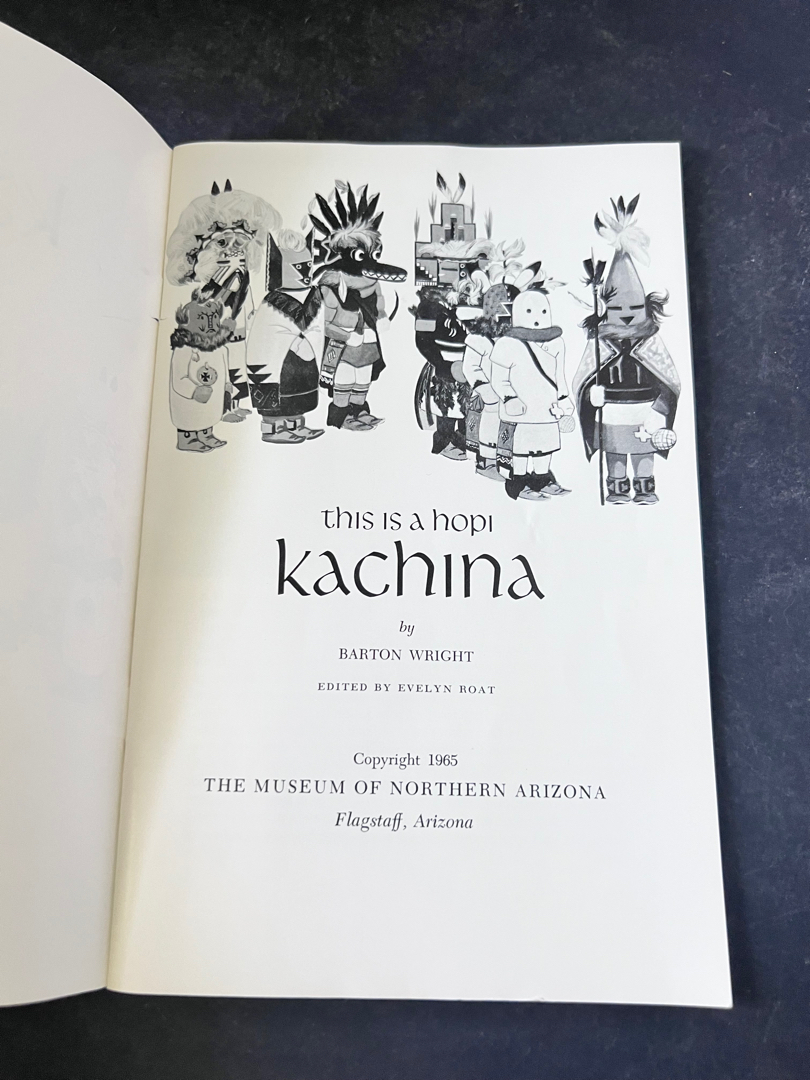 this is a hopi
kachina
by
BARTON WRIGHT
EDITED BY EVELYN ROAT
Copyright 1965
THE MUSEUM OF NORTHERN ARIZONA
Flagstaff, Arizona